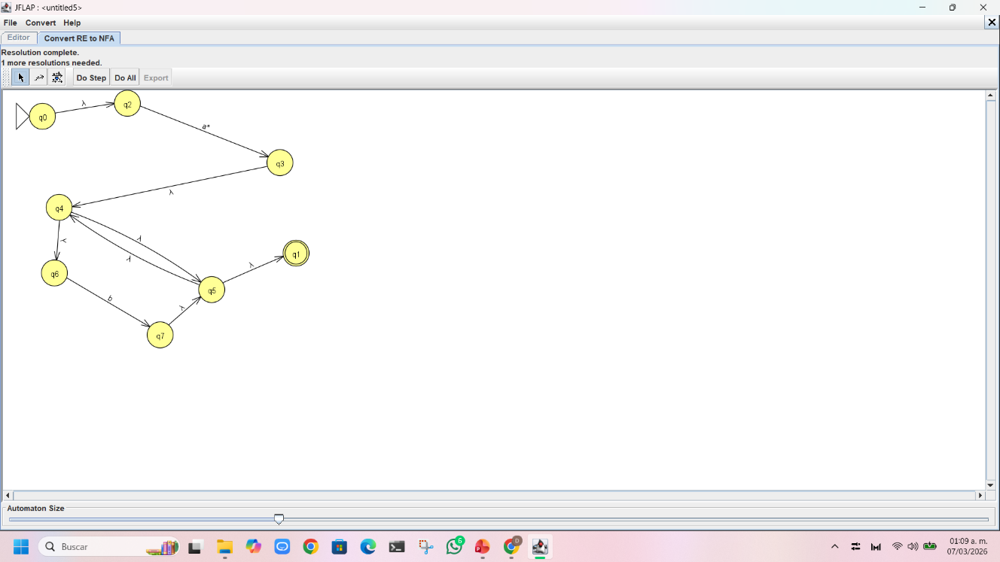 JFLAP : <untitled5>
File Convert Help
Editor Convert RE to NFA
Resolution complete.
1 more resolutions needed.
Do Step Do All Export
q0
λ
q2
a*
q3
λ
q4
λ
λ
λ
q6
b
q7
λ
q5
λ
q1
Automaton Size
Buscar
6
D
01:09 a. m.
07/03/2026